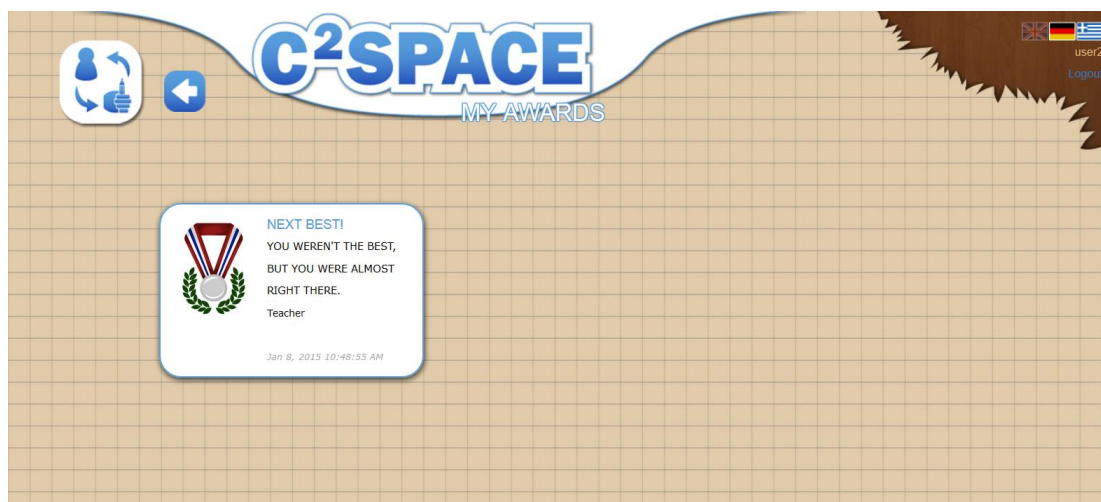 C²SPACE
MY AWARDS
user2
Logout
NEXT BEST!
YOU WEREN'T THE BEST,
BUT YOU WERE ALMOST
RIGHT THERE.
Teacher
Jan 8, 2015 10:48:55 AM